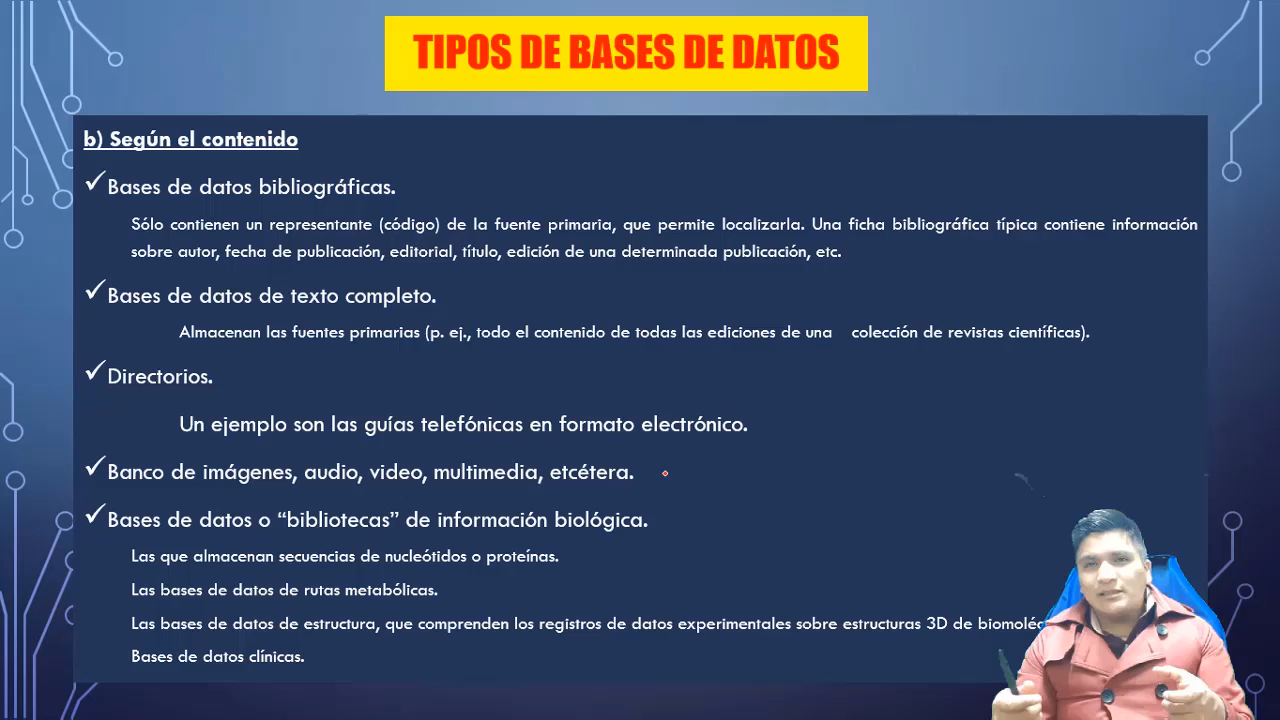 TIPOS DE BASES DE DATOS
b) Según el contenido
Bases de datos bibliográficas.
Sólo contienen un representante (código) de la fuente primaria, que permite localizarla. Una ficha bibliográfica típica contiene información
sobre autor, fecha de publicación, editorial, título, edición de una determinada publicación, etc.
Bases de datos de texto completo.
Almacenan las fuentes primarias (p. ej., todo el contenido de todas las ediciones de una colección de revistas científicas).
Directorios.
Un ejemplo son las guías telefónicas en formato electrónico.
Banco de imágenes, audio, video, multimedia, etcétera.
Bases de datos o “bibliotecas” de información biológica.
Las que almacenan secuencias de nucleótidos o proteínas.
Las bases de datos de rutas metabólicas.
Las bases de datos de estructura, que comprenden los registros de datos experimentales sobre estructuras 3D de
Bases de datos clínicas.